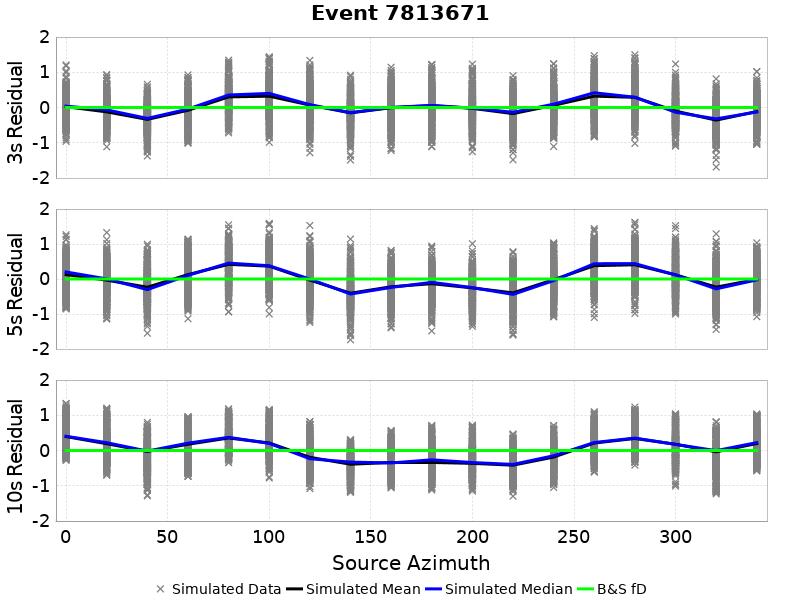 Event 7813671
3s Residual
2
1
0
-1
-2
5s Residual
2
1
0
-1
-2
10s Residual
2
1
0
-1
-2
0 50 100 150 200 250 300
Source Azimuth
Simulated Data Simulated Mean Simulated Median B&S fD